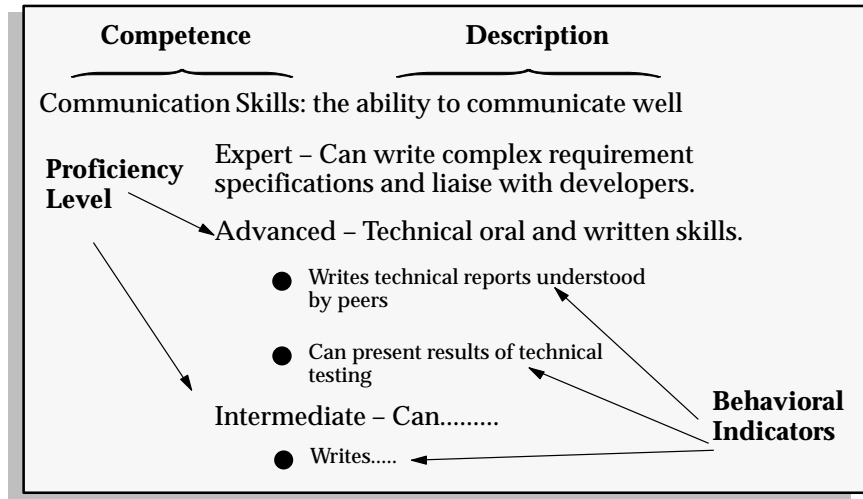 Competence Description
Communication Skills: the ability to communicate well
Proficiency
Level
Expert – Can write complex requirement
specifications and liaise with developers.
Advanced – Technical oral and written skills.
Writes technical reports understood
by peers
Can present results of technical
testing
Intermediate – Can.........
Writes.....
Behavioral
Indicators